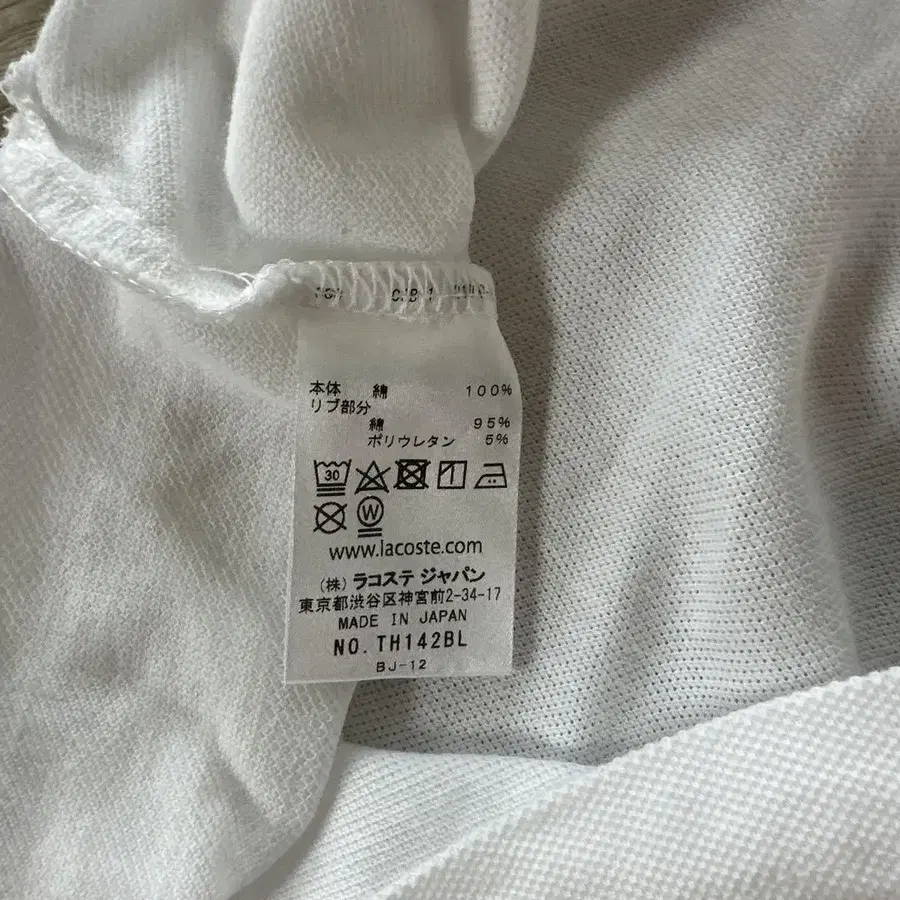 本体 綿 100%
リブ部分
綿 95%
ポリウレタン 5%
30
W
www.lacoste.com
(株) ラコステ ジャパン
東京都渋谷区神宮前2-34-17
MADE IN JAPAN
NO. TH142BL
BJ-12